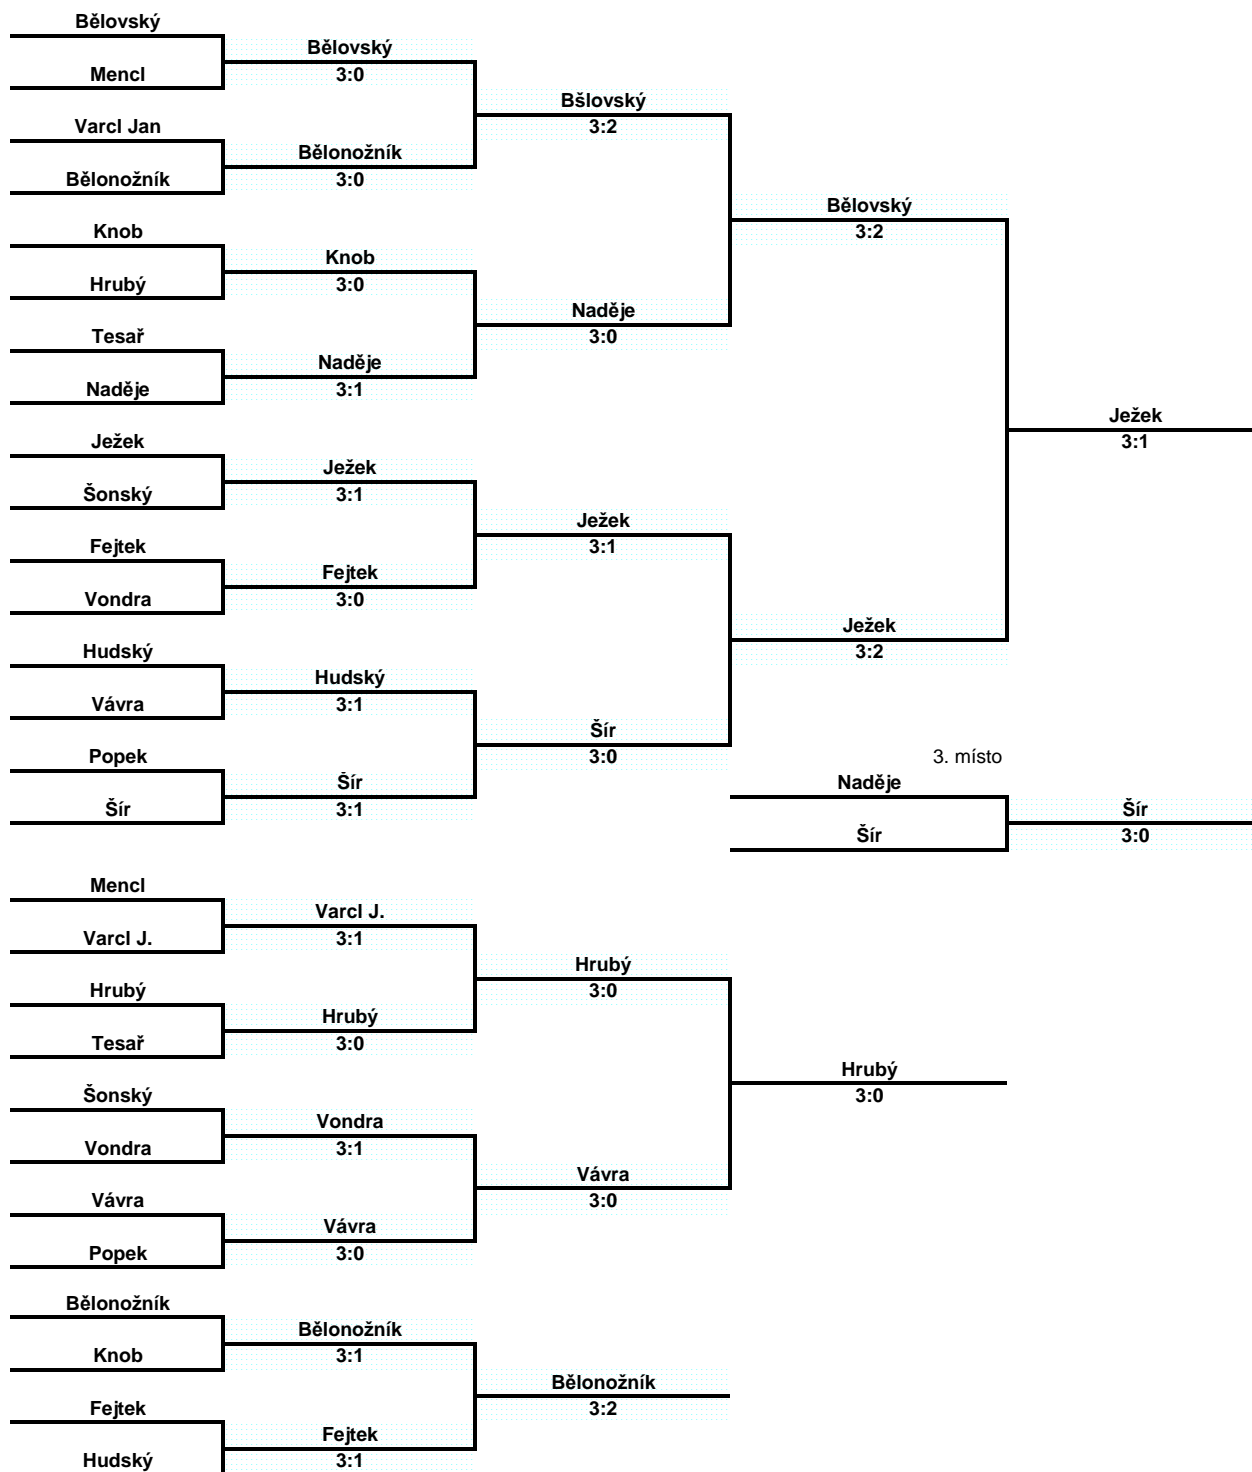 Bělovský
Bělovský
Mencl
3:0
Bšlovský
Varcl Jan
3:2
Bělonožník
Bělonožník
3:0
Bělovský
Knob
3:2
Knob
Hrubý
3:0
Naděje
Tesař
3:0
Naděje
Naděje
3:1
Ježek
Ježek
3:1
Ježek
Šonský
3:1
Ježek
Fejtek
3:1
Fejtek
Vondra
3:0
Ježek
Hudský
3:2
Hudský
Vávra
3:1
Šír
Popek
3:0
3. místo
Šír
Naděje
Šír
3:1
Šír
Šír
3:0
Mencl
Varcl J.
Varcl J.
3:1
Hrubý
Hrubý
3:0
Hrubý
Tesař
3:0
Hrubý
Šonský
3:0
Vondra
Vondra
3:1
Vávra
Vávra
3:0
Vávra
Popek
3:0
Bělonožník
Bělonožník
Knob
3:1
Bělonožník
Fejtek
3:2
Fejtek
Hudský
3:1